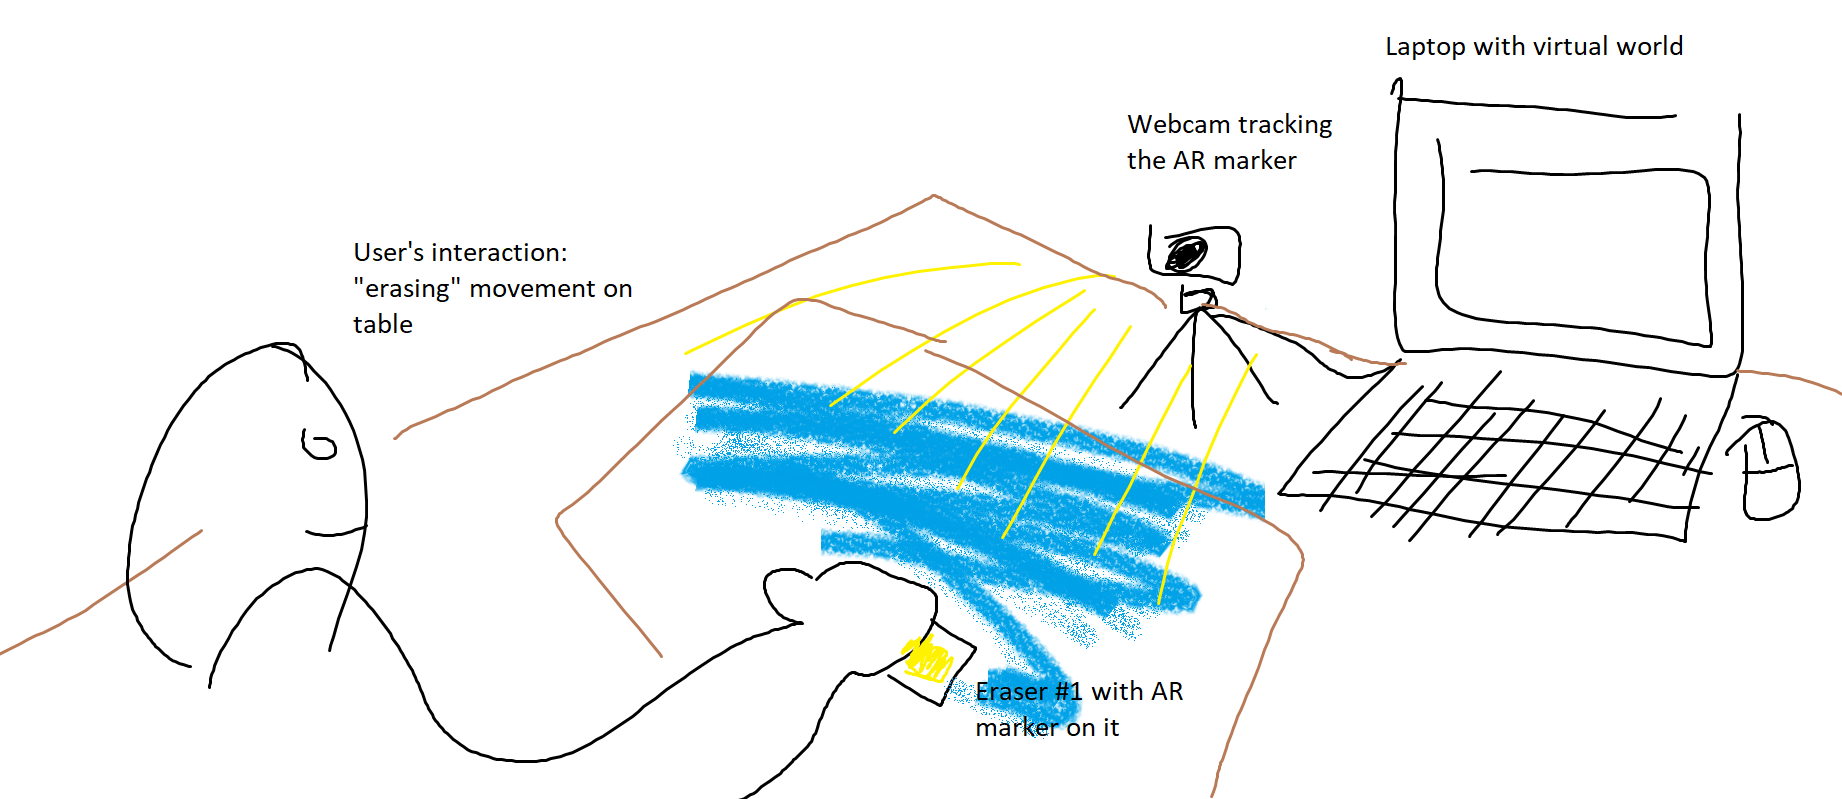 Laptop with virtual world
Webcam tracking
the AR marker
User's interaction:
"erasing" movement on
table
Eraser #1 with AR
marker on it